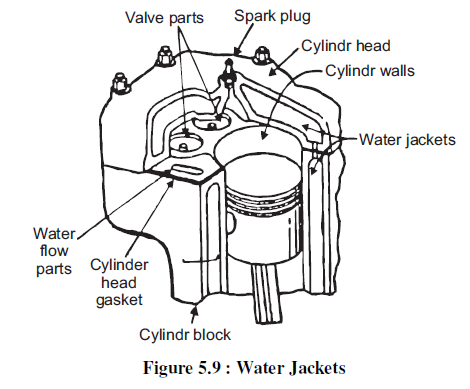 Valve parts
Spark plug
Cylindr head
Cylindr walls
Water jackets
Water
flow
parts
Cylinder
head
gasket
Cylindr block
Figure 5.9 : Water Jackets